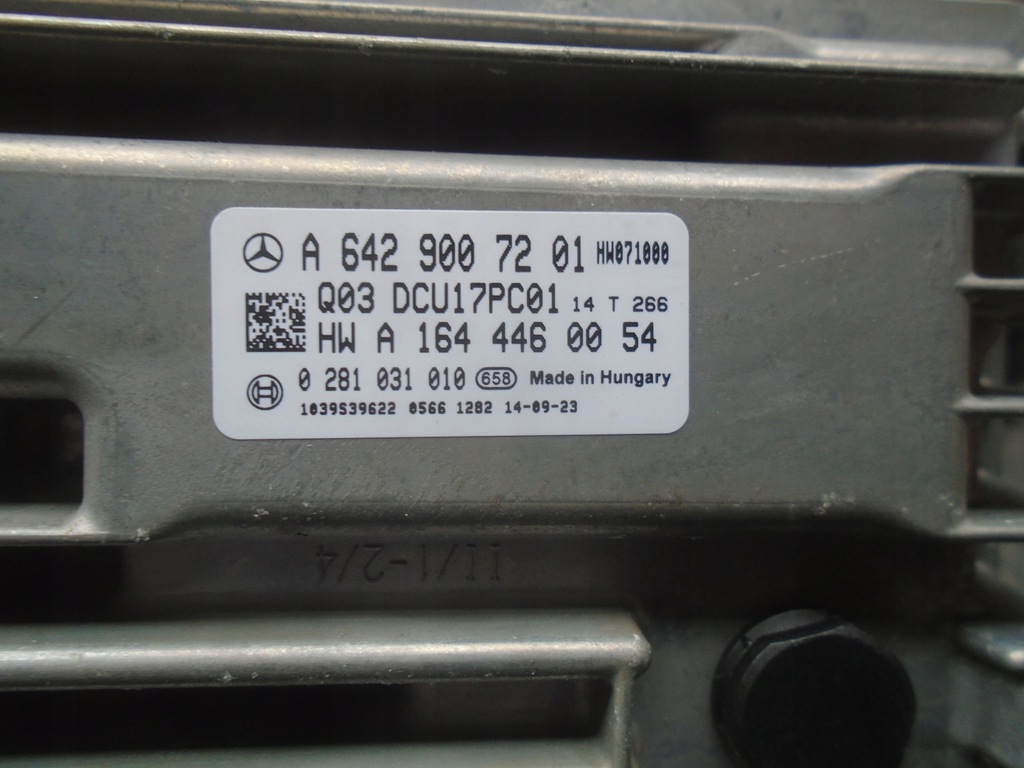 A 642 900 72 01 HW071000
Q03 DCU17PC01 14 T 266
HW A 164 446 00 54
0 281 031 010 658 Made in Hungary
1039S39622 0566 1282 14-09-23
II/1-2/4